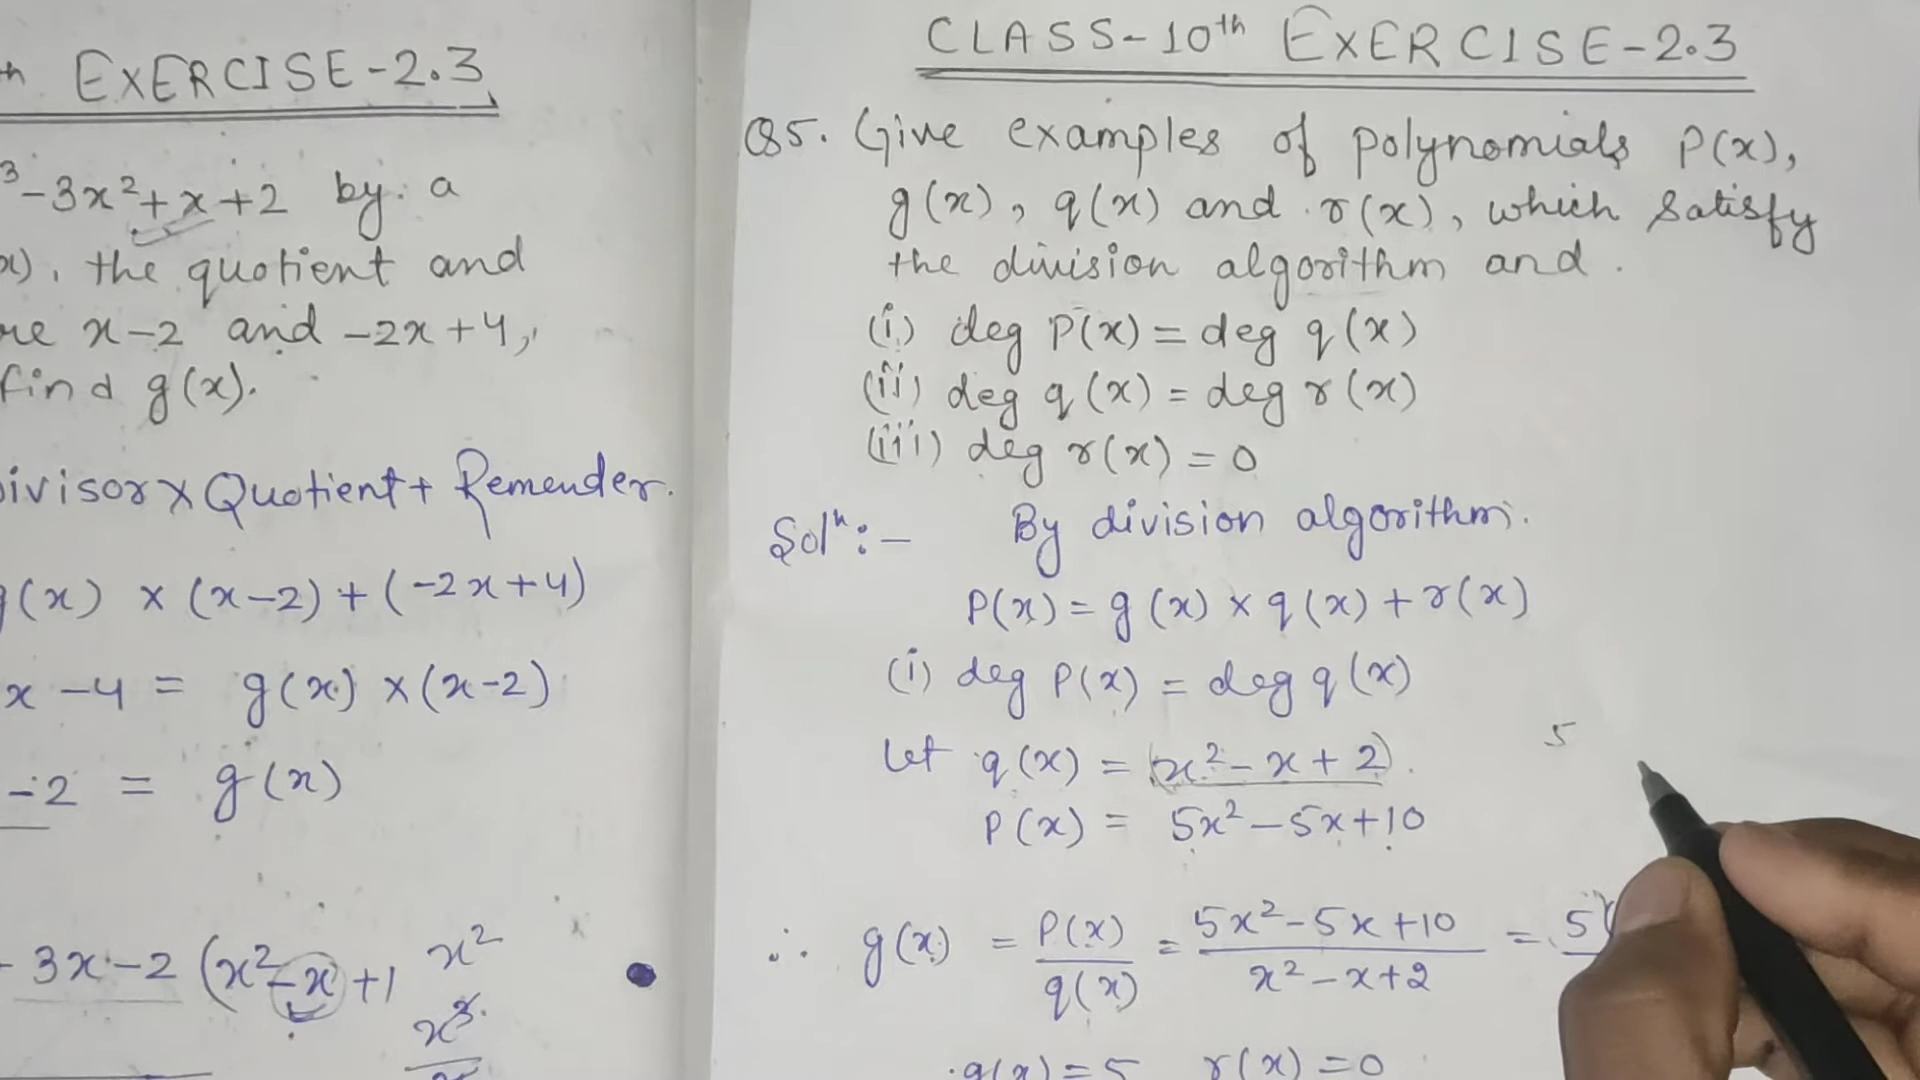 EXERCISE-2.3
3-3x²+x+2 by a
x), the quotient and
re x-2 and -2x+4,
find g(x).
ivisor x Quotient + Remender.
g(x) × (x-2)+(-2x+4)
x-4 = g(x) ×(x-2)
-2 = g(x)
-3x-2 (x²-x+1
x²
x³
CLASS-10th EXERCISE-2.3
Q5. Give examples of polynomials P(x),
g(x), q(x) and r(x), which satisfy
the division algorithm and.
(i) deg P(x) = deg q(x)
(ii) deg q(x) = deg r(x)
(iii) deg r(x) = 0
Solⁿ:- By division algorithm.
P(x) = g(x) × q(x) + r(x)
(i) deg P(x) = deg q(x)
Let q(x) = (x²-x+2). 5
P(x) = 5x²-5x+10
∴ g(x) = P(x)/q(x) = 5x²-5x+10/x²-x+2 = 5(
g(x) = 5 r(x) = 0